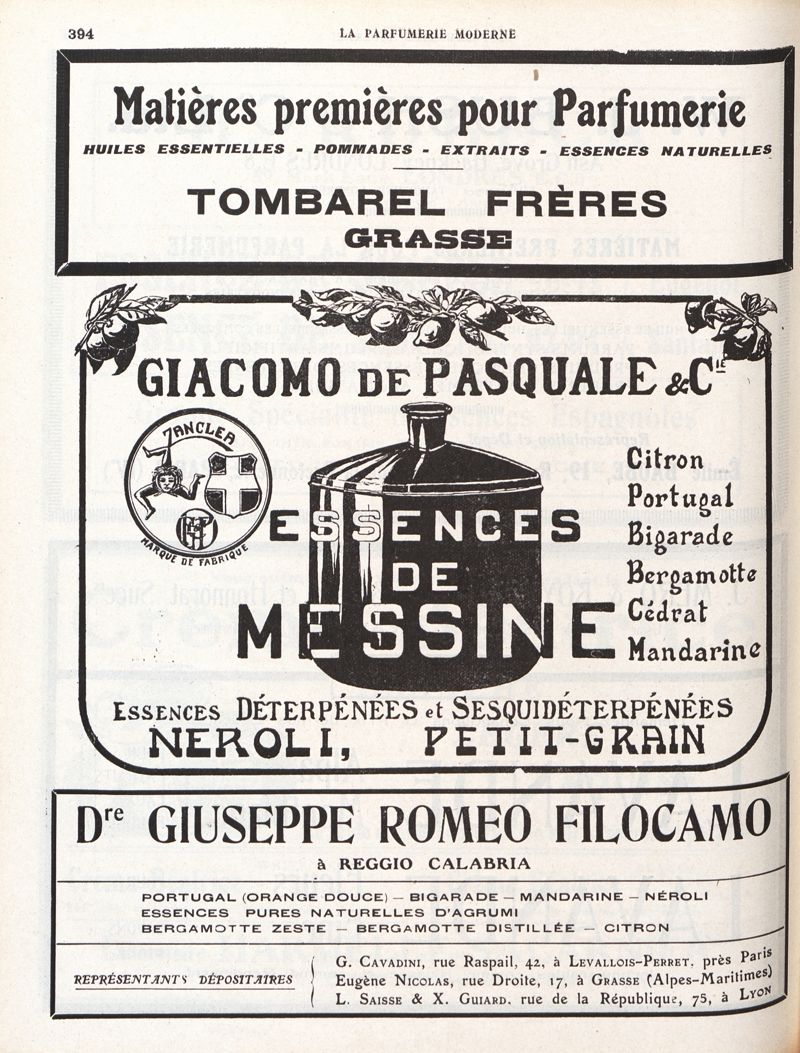 394
LA PARFUMERIE MODERNE
Matières premières pour Parfumerie
HUILES ESSENTIELLES - POMMADES - EXTRAITS - ESSENCES NATURELLES
TOMBAREL FRÈRES
GRASSE
GIACOMO DE PASQUALE & Cie
ZANCLEA
MARQUE DE FABRIQUE
ESSENCES
DE
MESSINE
Citron
Portugal
Bigarade
Bergamotte
Cédrat
Mandarine
ESSENCES DÉTERPÉNÉES et SESQUIDÉTERPÉNÉES
NEROLI, PETIT-GRAIN
Dre GIUSEPPE ROMEO FILOCAMO
à REGGIO CALABRIA
PORTUGAL (ORANGE DOUCE) — BIGARADE — MANDARINE — NÉROLI
ESSENCES PURES NATURELLES D'AGRUMI
BERGAMOTTE ZESTE — BERGAMOTTE DISTILLÉE — CITRON
REPRÉSENTANTS DÉPOSITAIRES
G. CAVADINI, rue Raspail, 42, à LEVALLOIS-PERRET, près Paris
Eugène NICOLAS, rue Droite, 17, à GRASSE (Alpes-Maritimes)
L. SAISSE & X. GUIARD, rue de la République, 75, à LYON